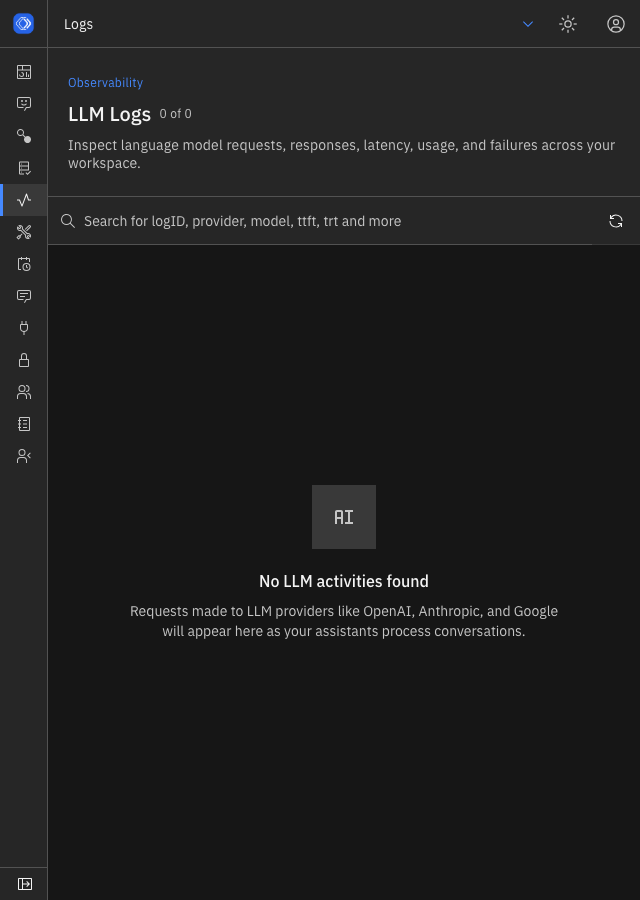 Logs
Observability
LLM Logs 0 of 0
Inspect language model requests, responses, latency, usage, and failures across your
workspace.
Search for logID, provider, model, ttft, trt and more
AI
No LLM activities found
Requests made to LLM providers like OpenAI, Anthropic, and Google
will appear here as your assistants process conversations.